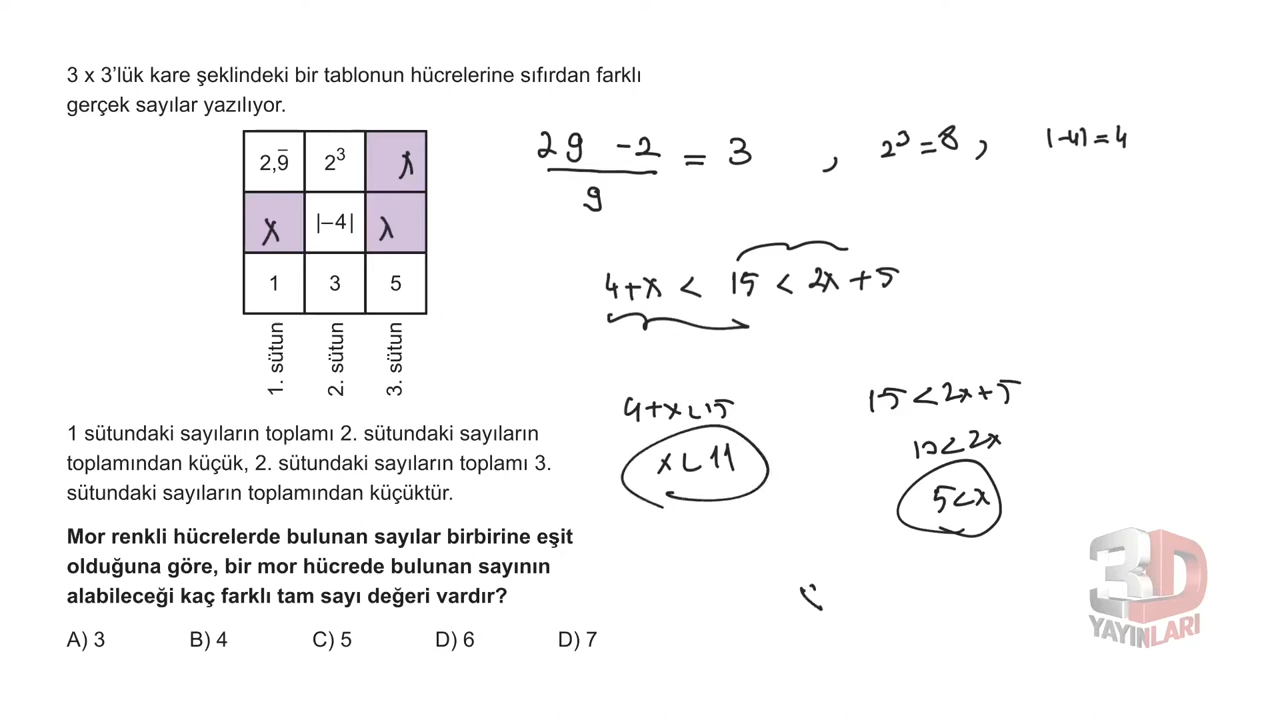 3 x 3'lük kare şeklindeki bir tablonun hücrelerine sıfırdan farklı
gerçek sayılar yazılıyor.
2,9̅ 2³ x
x |–4| x
1 3 5
1. sütun 2. sütun 3. sütun
29 - 2 / 9 = 3 , 2³ = 8 , |-4| = 4
4+x < 15 < 2x + 5
4+x < 15
x < 11
15 < 2x + 5
10 < 2x
5 < x
1 sütundaki sayıların toplamı 2. sütundaki sayıların
toplamından küçük, 2. sütundaki sayıların toplamı 3.
sütundaki sayıların toplamından küçüktür.
Mor renkli hücrelerde bulunan sayılar birbirine eşit
olduğuna göre, bir mor hücrede bulunan sayının
alabileceği kaç farklı tam sayı değeri vardır?
A) 3 B) 4 C) 5 D) 6 D) 7
3D
YAYINLARI